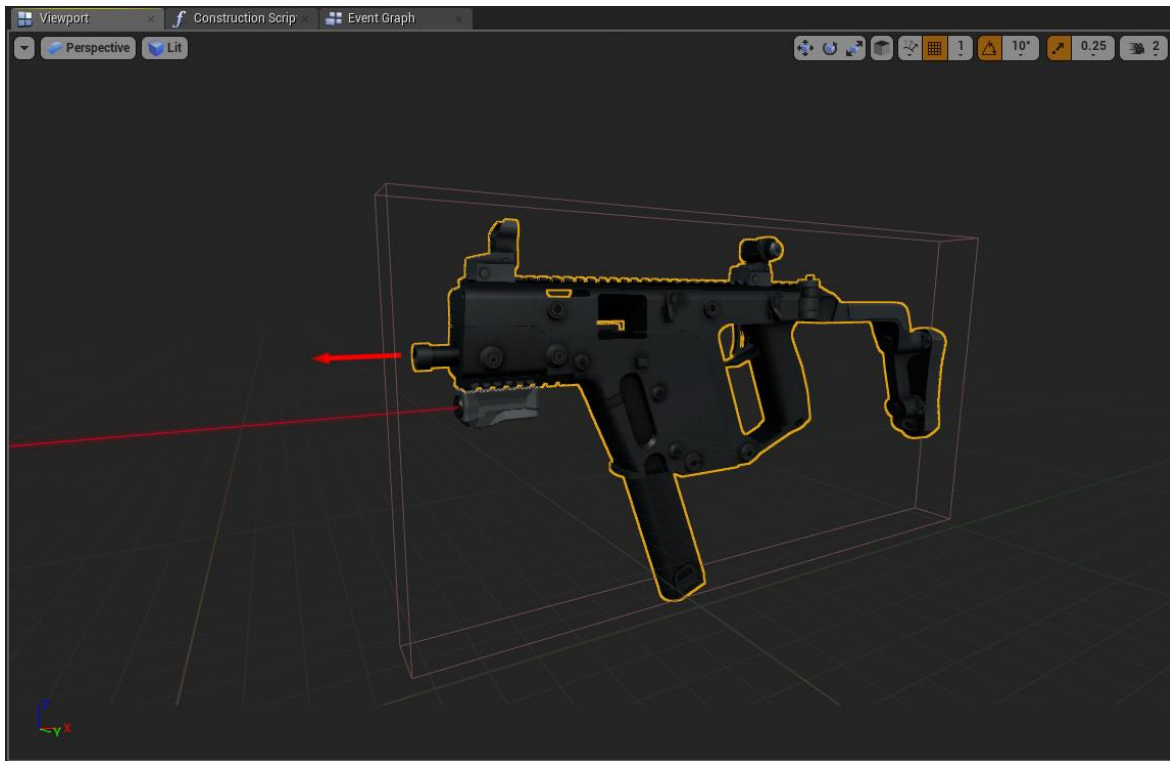 Viewport
Construction Scrip
Event Graph
Perspective
Lit
1
10°
0.25
2
Z
X
Y